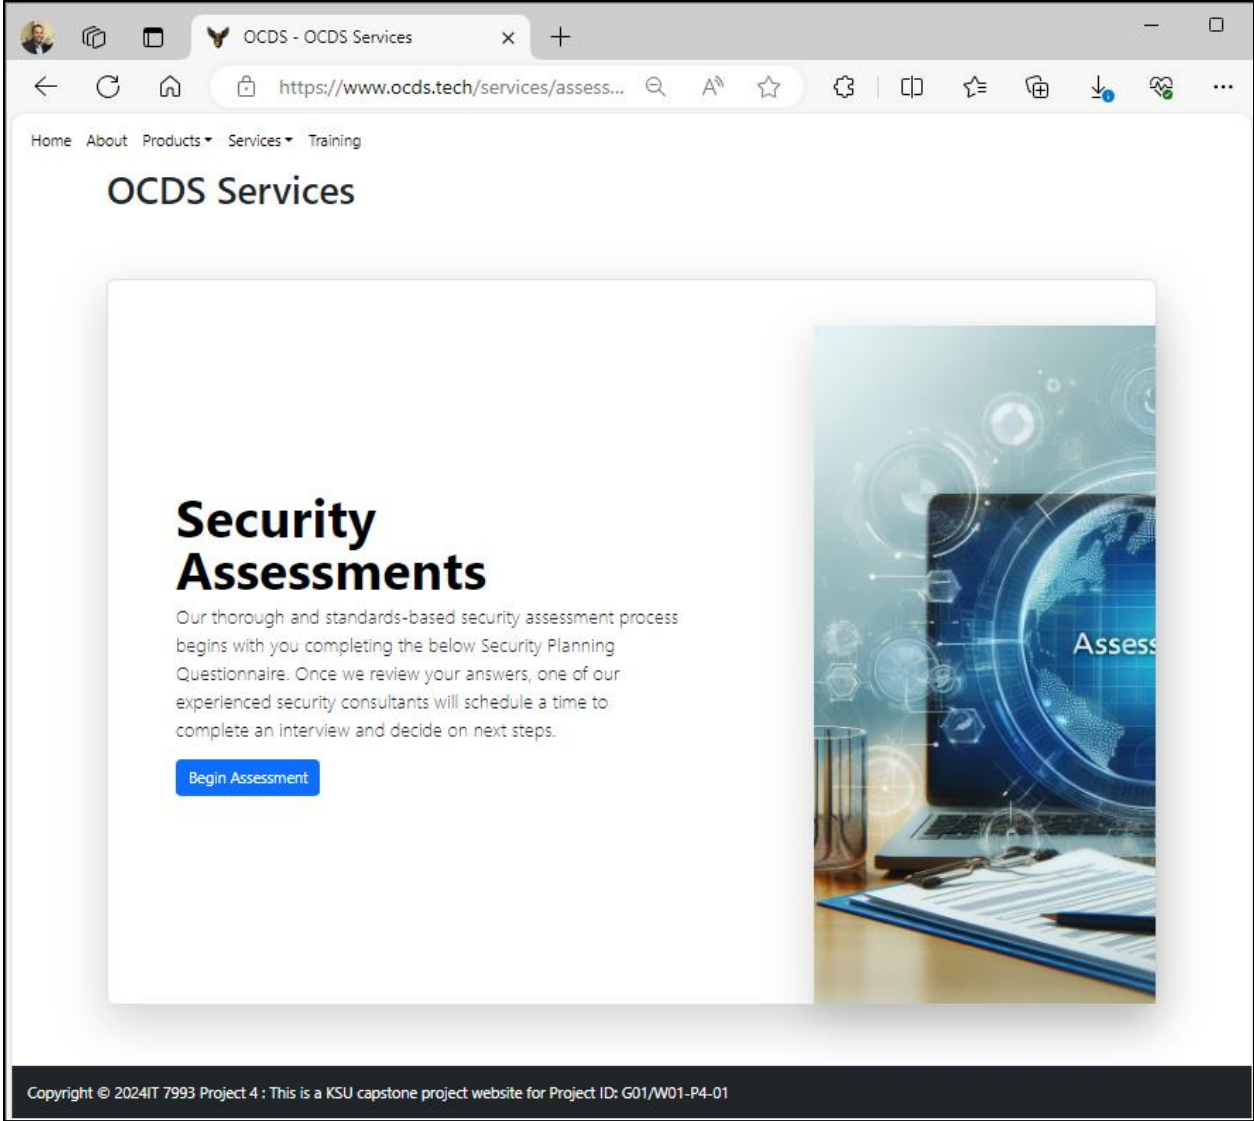 OCDS - OCDS Services
https://www.ocds.tech/services/assess...
Home About Products Services Training
OCDS Services
Security
Assessments
Our thorough and standards-based security assessment process
begins with you completing the below Security Planning
Questionnaire. Once we review your answers, one of our
experienced security consultants will schedule a time to
complete an interview and decide on next steps.
Begin Assessment
Assess
Copyright © 2024IT 7993 Project 4 : This is a KSU capstone project website for Project ID: G01/W01-P4-01